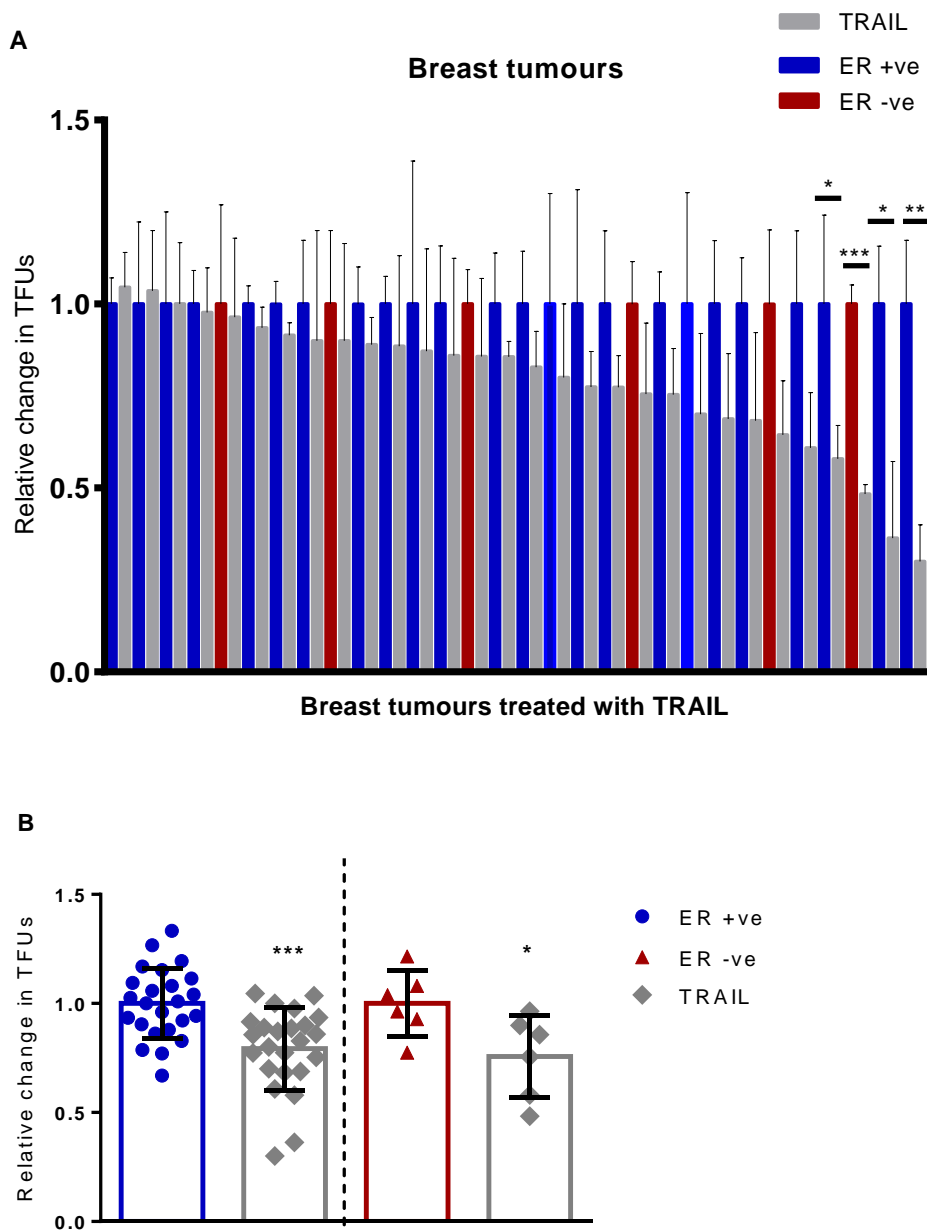 A
TRAIL
ER +ve
ER -ve
Breast tumours
Relative change in TFUs
1.5
1.0
0.5
0.0
*
***
*
**
Breast tumours treated with TRAIL
B
Relative change in TFUs
1.5
1.0
0.5
0.0
***
*
ER +ve
ER -ve
TRAIL